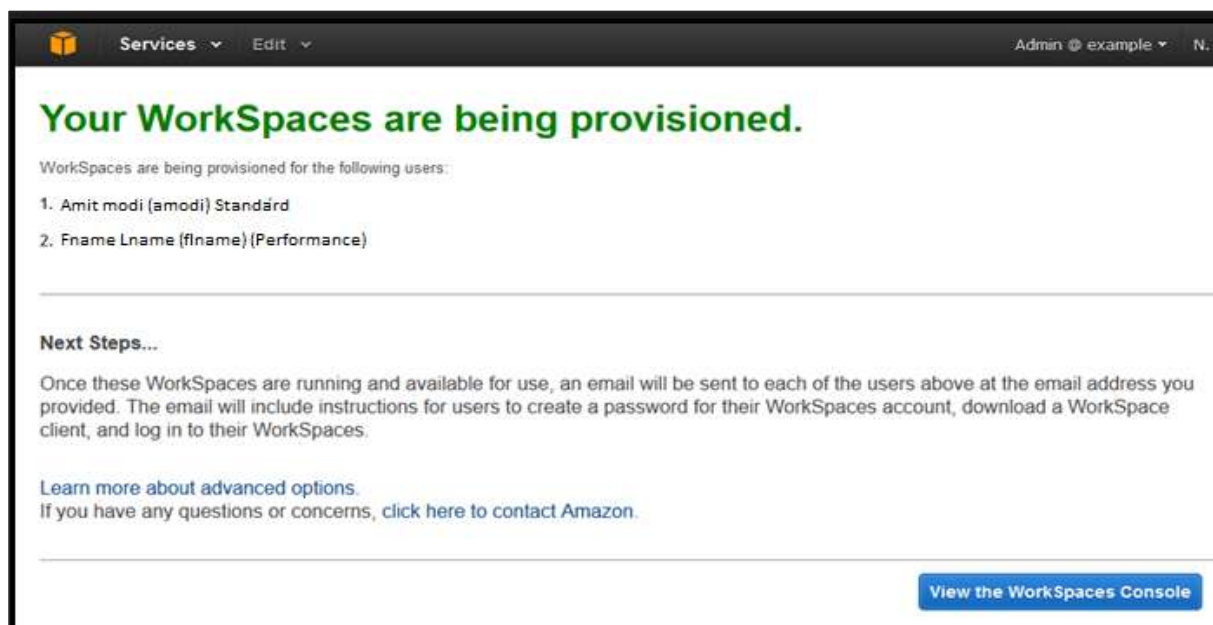 Services Edit Admin @ example N.
Your WorkSpaces are being provisioned.
WorkSpaces are being provisioned for the following users:
1. Amit modi (amodi) Standard
2. Fname Lname (flname) (Performance)
Next Steps...
Once these WorkSpaces are running and available for use, an email will be sent to each of the users above at the email address you
provided. The email will include instructions for users to create a password for their WorkSpaces account, download a WorkSpace
client, and log in to their WorkSpaces.
Learn more about advanced options.
If you have any questions or concerns, click here to contact Amazon.
View the WorkSpaces Console